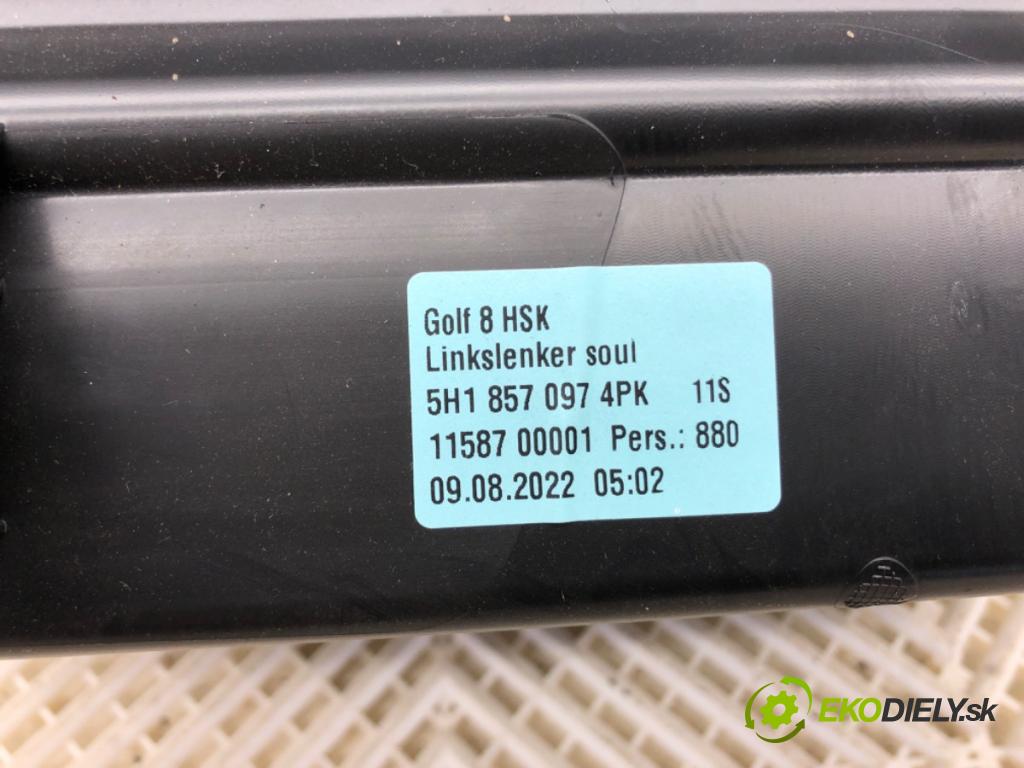 Golf 8 HSK
Linkslenker soul
5H1 857 097 4PK 11S
11587 00001 Pers.: 880
09.08.2022 05:02
EKODIELY.sk